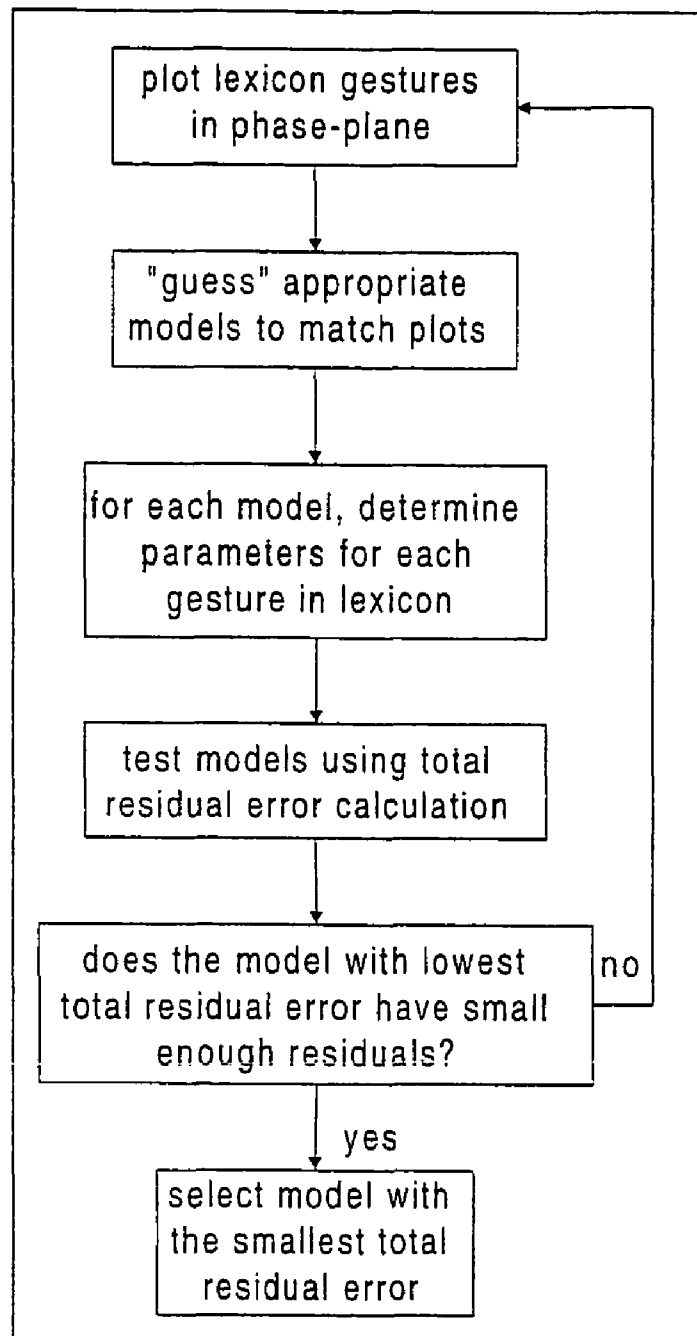 plot lexicon gestures
in phase-plane
"guess" appropriate
models to match plots
for each model, determine
parameters for each
gesture in lexicon
test models using total
residual error calculation
does the model with lowest
total residual error have small
enough residuals?
no
yes
select model with
the smallest total
residual error